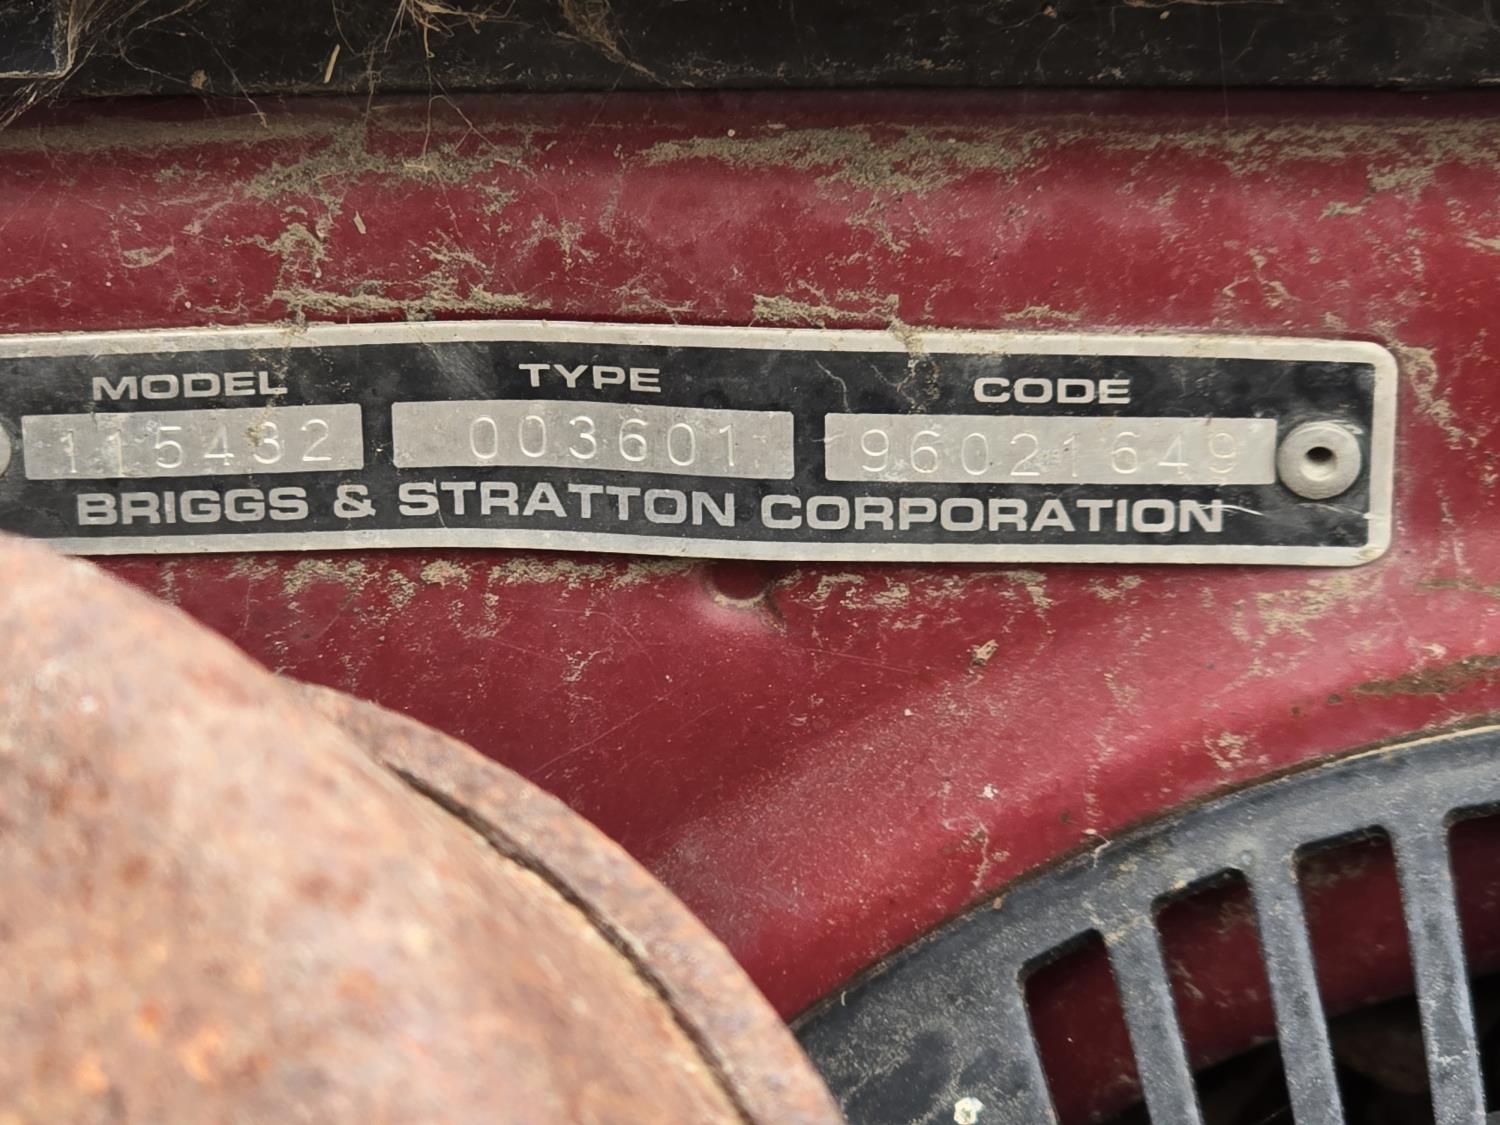 MODEL TYPE CODE
115432 003601 96021649
BRIGGS & STRATTON CORPORATION